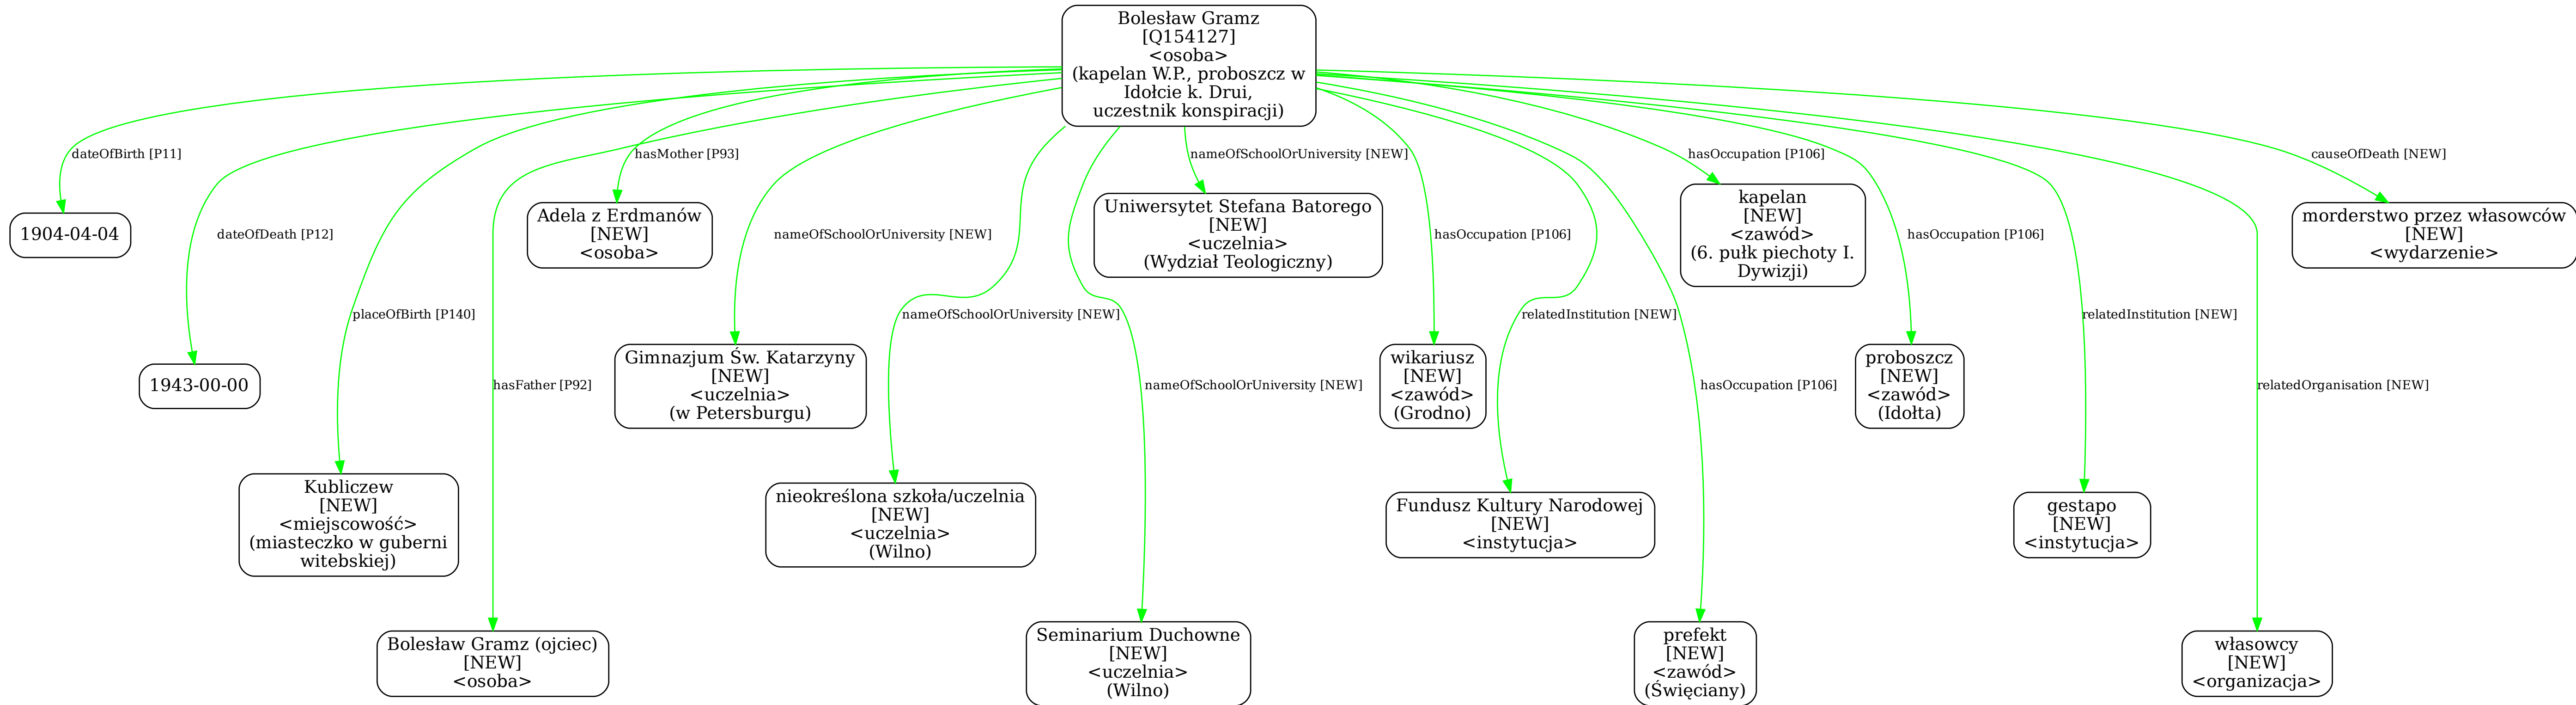 Bolesław Gramz
[Q154127]
<osoba>
(kapelan W.P., proboszcz w
Idołcie k. Drui,
uczestnik konspiracji)
dateOfBirth [P11]
hasMother [P93]
nameOfSchoolOrUniversity [NEW]
hasOccupation [P106]
causeOfDeath [NEW]
1904-04-04
dateOfDeath [P12]
Adela z Erdmanów
[NEW]
<osoba>
nameOfSchoolOrUniversity [NEW]
Uniwersytet Stefana Batorego
[NEW]
<uczelnia>
(Wydział Teologiczny)
hasOccupation [P106]
kapelan
[NEW]
<zawód>
(6. pułk piechoty I.
Dywizji)
hasOccupation [P106]
morderstwo przez własowców
[NEW]
<wydarzenie>
placeOfBirth [P140]
nameOfSchoolOrUniversity [NEW]
relatedInstitution [NEW]
relatedInstitution [NEW]
1943-00-00
hasFather [P92]
Gimnazjum Św. Katarzyny
[NEW]
<uczelnia>
(w Petersburgu)
nameOfSchoolOrUniversity [NEW]
wikariusz
[NEW]
<zawód>
(Grodno)
hasOccupation [P106]
proboszcz
[NEW]
<zawód>
(Idołta)
relatedOrganisation [NEW]
Kubliczew
[NEW]
<miejscowość>
(miasteczko w guberni
witebskiej)
nieokreślona szkoła/uczelnia
[NEW]
<uczelnia>
(Wilno)
Fundusz Kultury Narodowej
[NEW]
<instytucja>
gestapo
[NEW]
<instytucja>
Bolesław Gramz (ojciec)
[NEW]
<osoba>
Seminarium Duchowne
[NEW]
<uczelnia>
(Wilno)
prefekt
[NEW]
<zawód>
(Święciany)
własowcy
[NEW]
<organizacja>